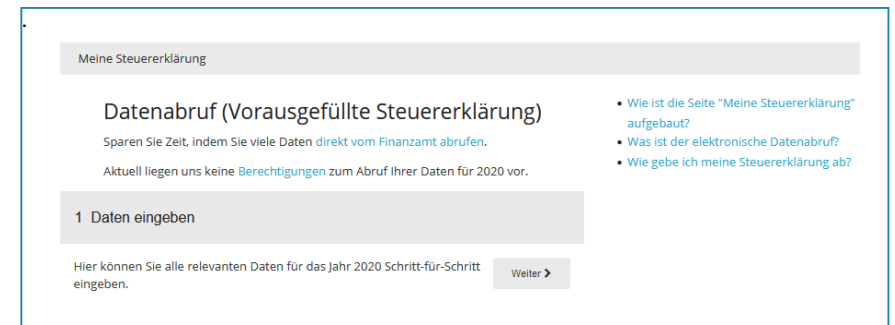 .
Meine Steuererklärung
Datenabruf (Vorausgefüllte Steuererklärung)
Sparen Sie Zeit, indem Sie viele Daten direkt vom Finanzamt abrufen.
Aktuell liegen uns keine Berechtigungen zum Abruf Ihrer Daten für 2020 vor.
1 Daten eingeben
Hier können Sie alle relevanten Daten für das Jahr 2020 Schritt-für-Schritt
eingeben.
Weiter
• Wie ist die Seite "Meine Steuererklärung"
aufgebaut?
• Was ist der elektronische Datenabruf?
• Wie gebe ich meine Steuererklärung ab?